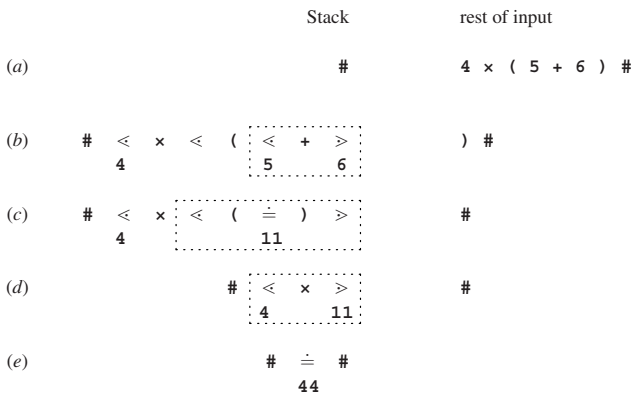 Stack rest of input
(a) # 4 × ( 5 + 6 ) #
(b) # ⋖ × ⋖ ( ⋖ + ⋗ ) #
4 5 6
(c) # ⋖ × ⋖ ( ≐ ) ⋗ #
4 11
(d) # ⋖ × ⋗ #
4 11
(e) # ≐ #
44